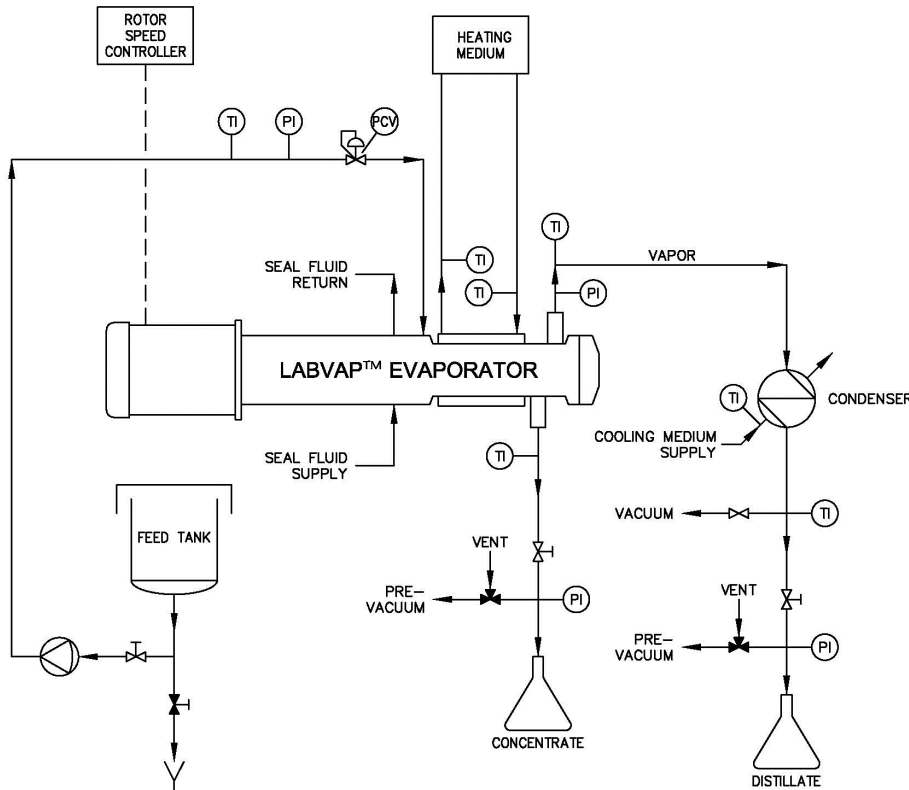 ROTOR
SPEED
CONTROLLER
HEATING
MEDIUM
TI
PI
PCV
TI
TI
TI
PI
VAPOR
SEAL FLUID
RETURN
LABVAP™ EVAPORATOR
SEAL FLUID
SUPPLY
TI
CONDENSER
COOLING MEDIUM
SUPPLY
TI
FEED TANK
VACUUM
TI
VENT
PRE-
VACUUM
PI
VENT
PRE-
VACUUM
PI
CONCENTRATE
DISTILLATE